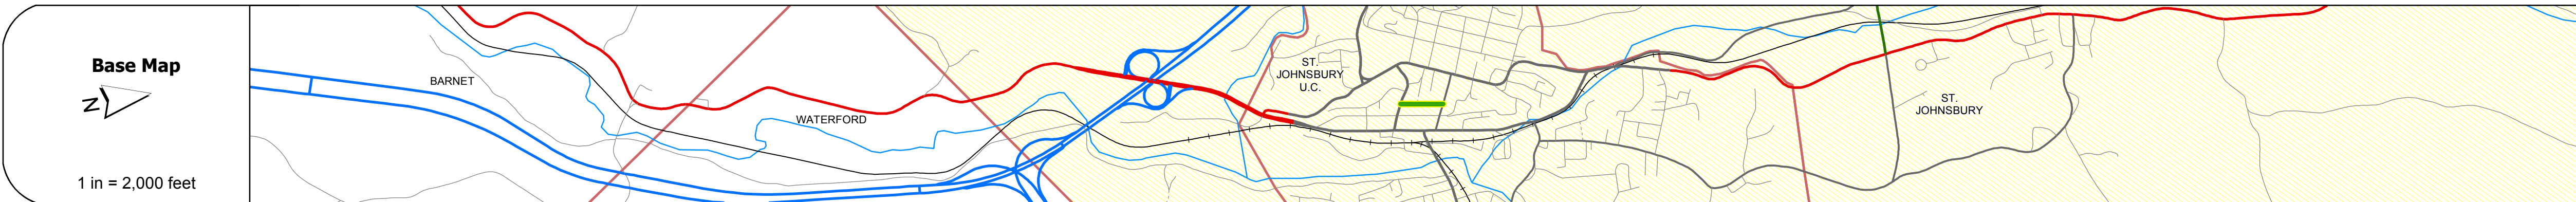 Base Map
N
1 in = 2,000 feet
BARNET
WATERFORD
ST.
JOHNSBURY
U.C.
ST.
JOHNSBURY